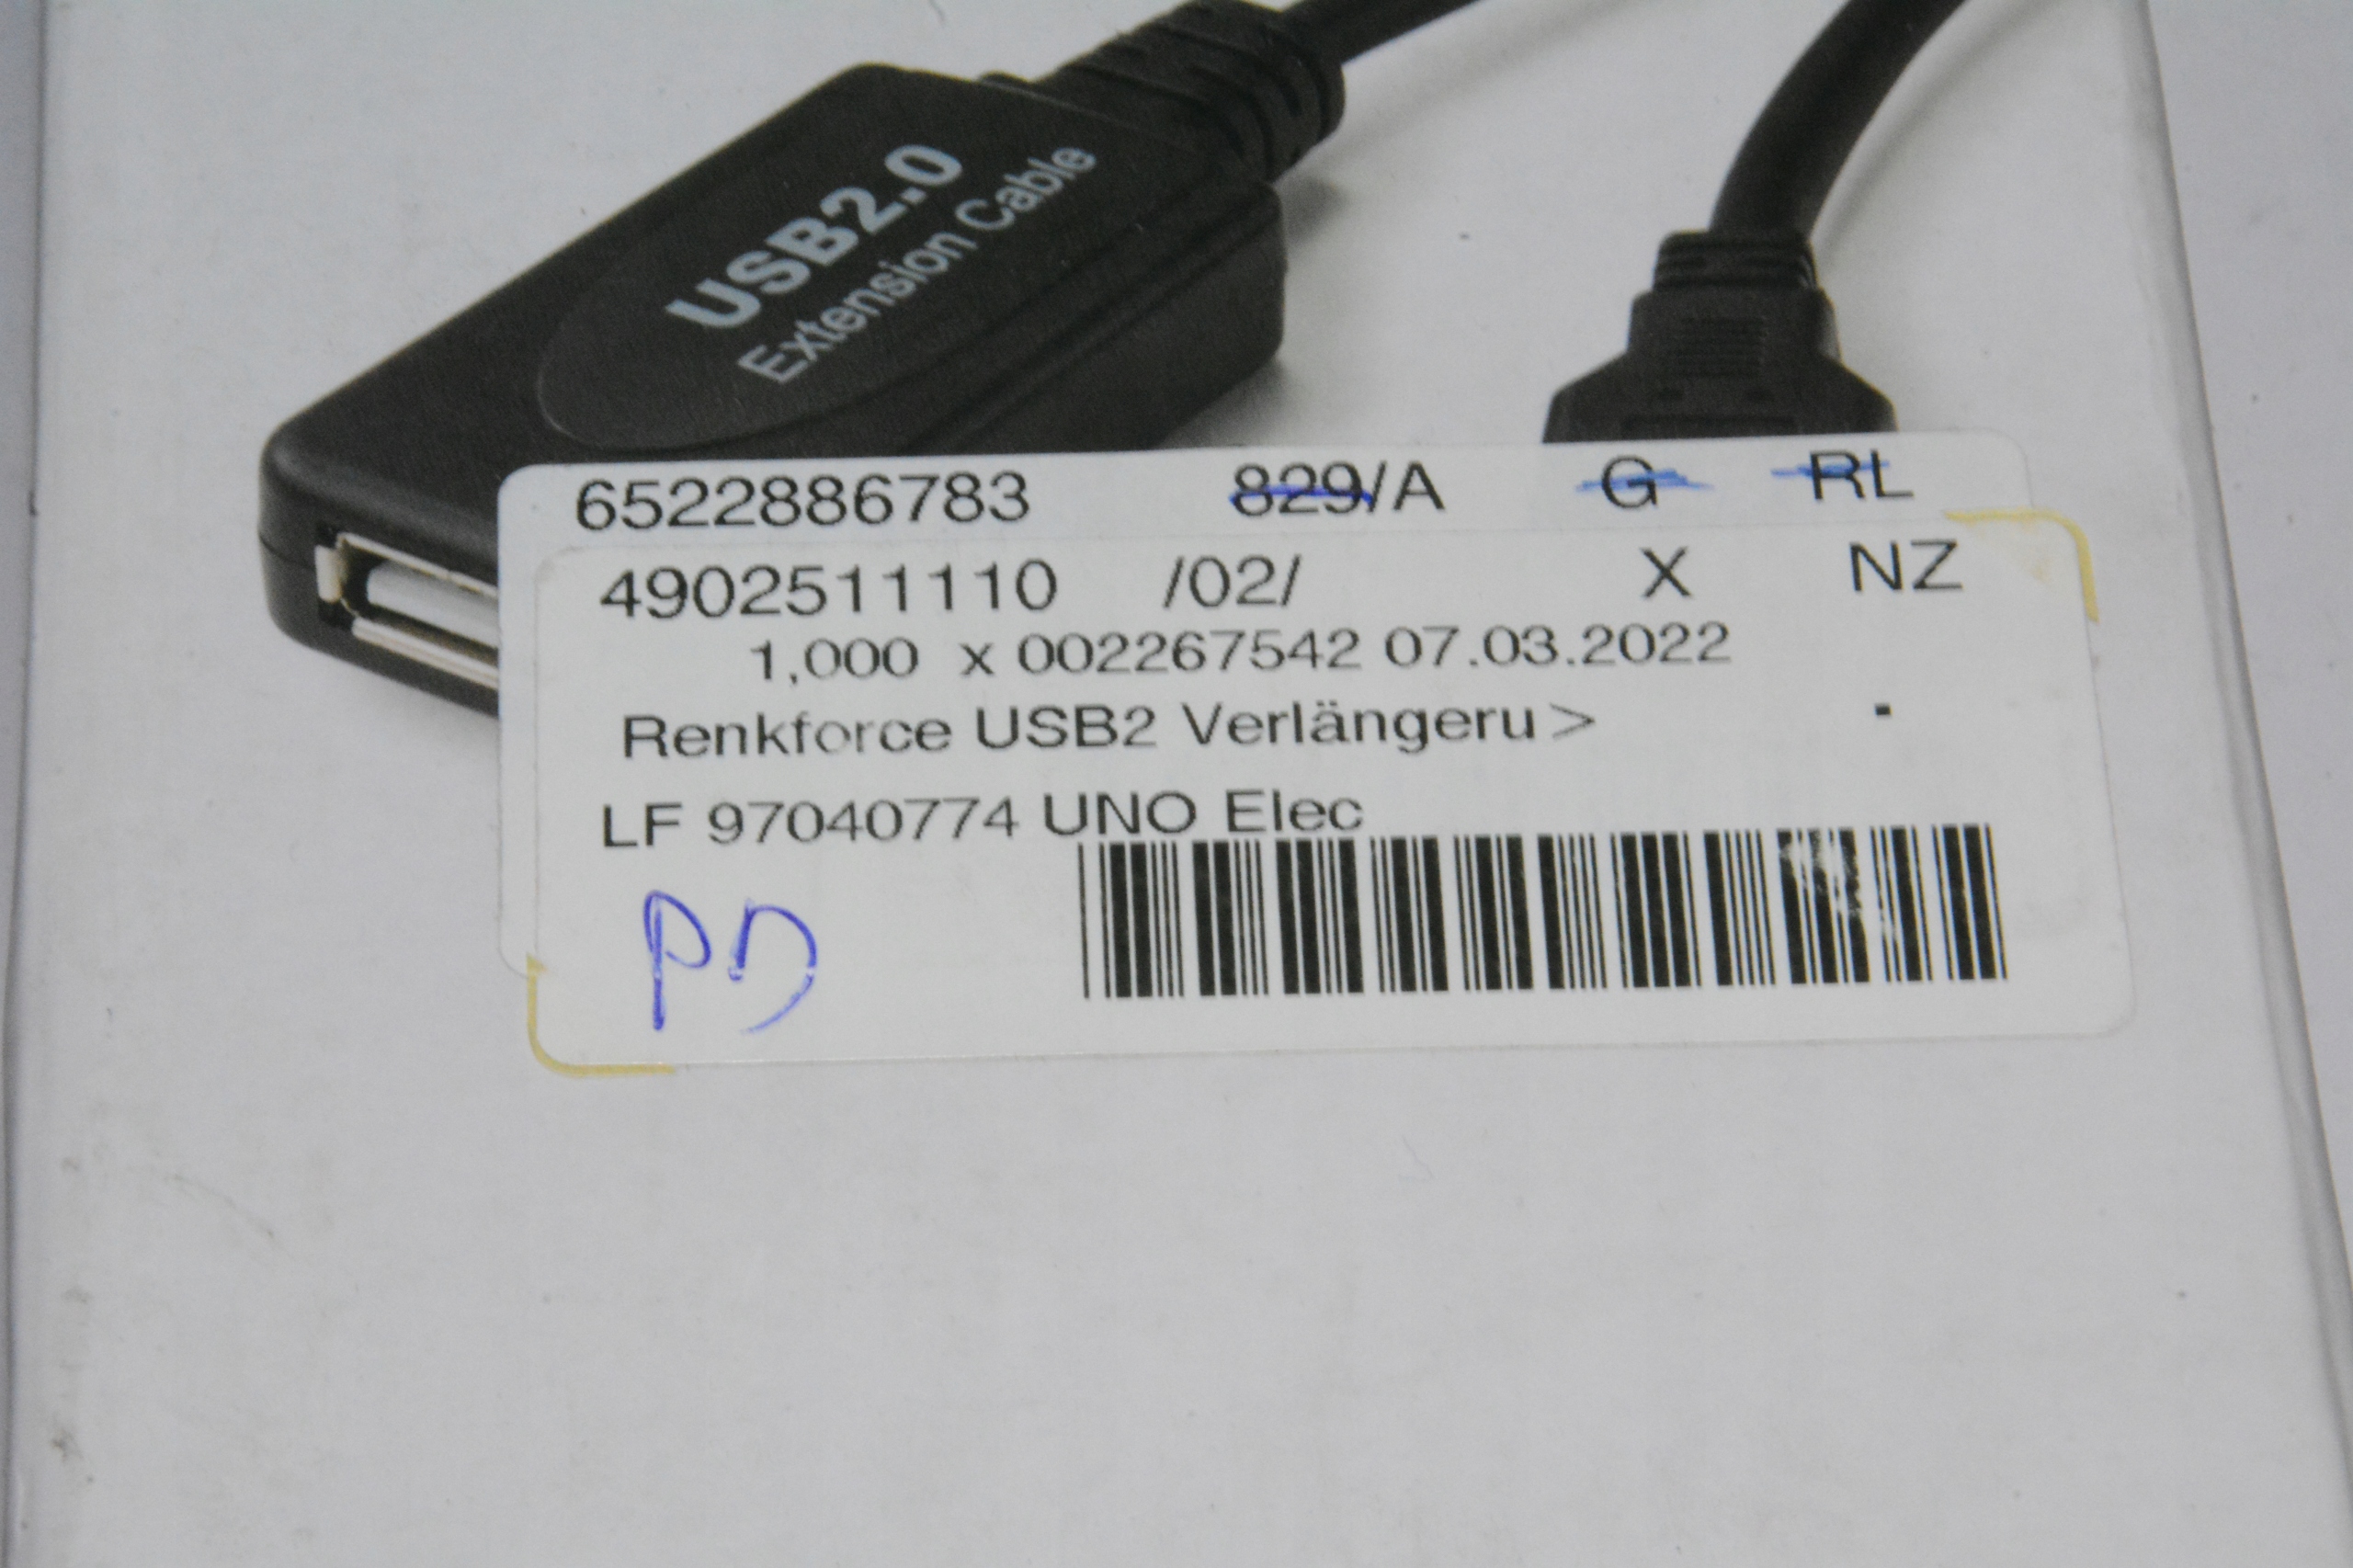 USB2.0
Extension Cable
6522886783 829/A G RL
4902511110 /02/ X NZ
1,000 x 002267542 07.03.2022
Renkforce USB2 Verlängeru> -
LF 97040774 UNO Elec
PD